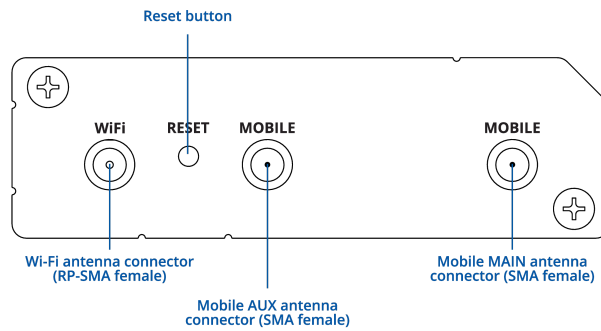 Reset button
WiFi
RESET
MOBILE
MOBILE
Wi-Fi antenna connector
(RP-SMA female)
Mobile MAIN antenna
connector (SMA female)
Mobile AUX antenna
connector (SMA female)